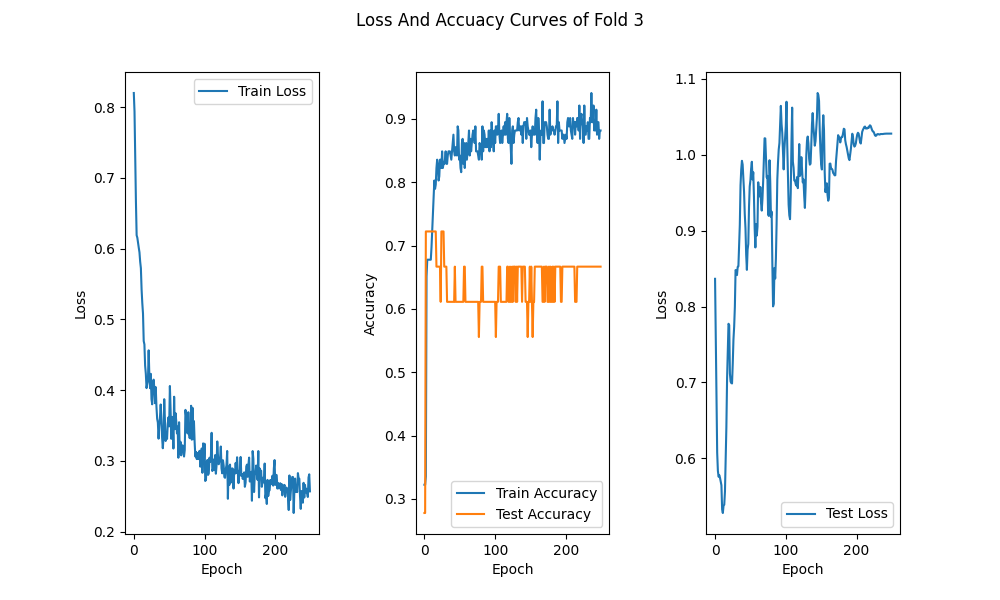 Loss And Accuacy Curves of Fold 3
Train Loss
0.8
0.7
0.6
0.5
0.4
0.3
0.2
Loss
0
100
200
Epoch
0.9
0.8
0.7
0.6
0.5
0.4
0.3
Accuracy
Train Accuracy
Test Accuracy
0
100
200
Epoch
1.1
1.0
0.9
0.8
0.7
0.6
Loss
Test Loss
0
100
200
Epoch